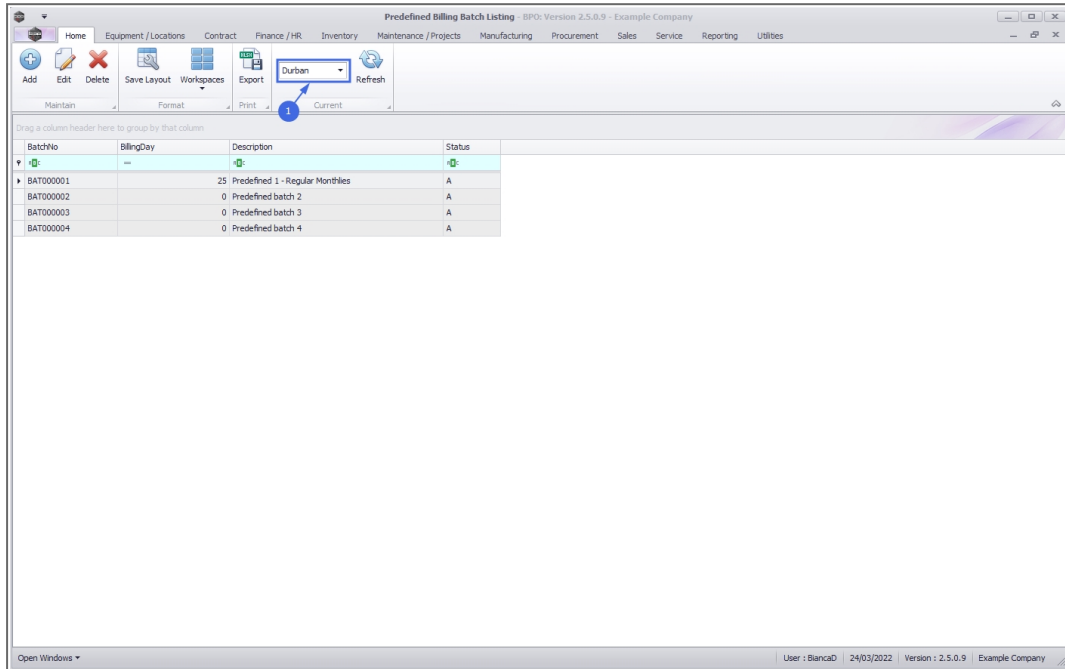 Predefined Billing Batch Listing - BPO: Version 2.5.0.9 - Example Company
Home Equipment / Locations Contract Finance / HR Inventory Maintenance / Projects Manufacturing Procurement Sales Service Reporting Utilities
Add Edit Delete Save Layout Workspaces Export Durban Refresh
Maintain Format Print Current
1
Drag a column header here to group by that column
BatchNo BillingDay Description Status
BAT000001 25 Predefined 1 - Regular Monthlies A
BAT000002 0 Predefined batch 2 A
BAT000003 0 Predefined batch 3 A
BAT000004 0 Predefined batch 4 A
Open Windows User : BiancaD 24/03/2022 Version : 2.5.0.9 Example Company